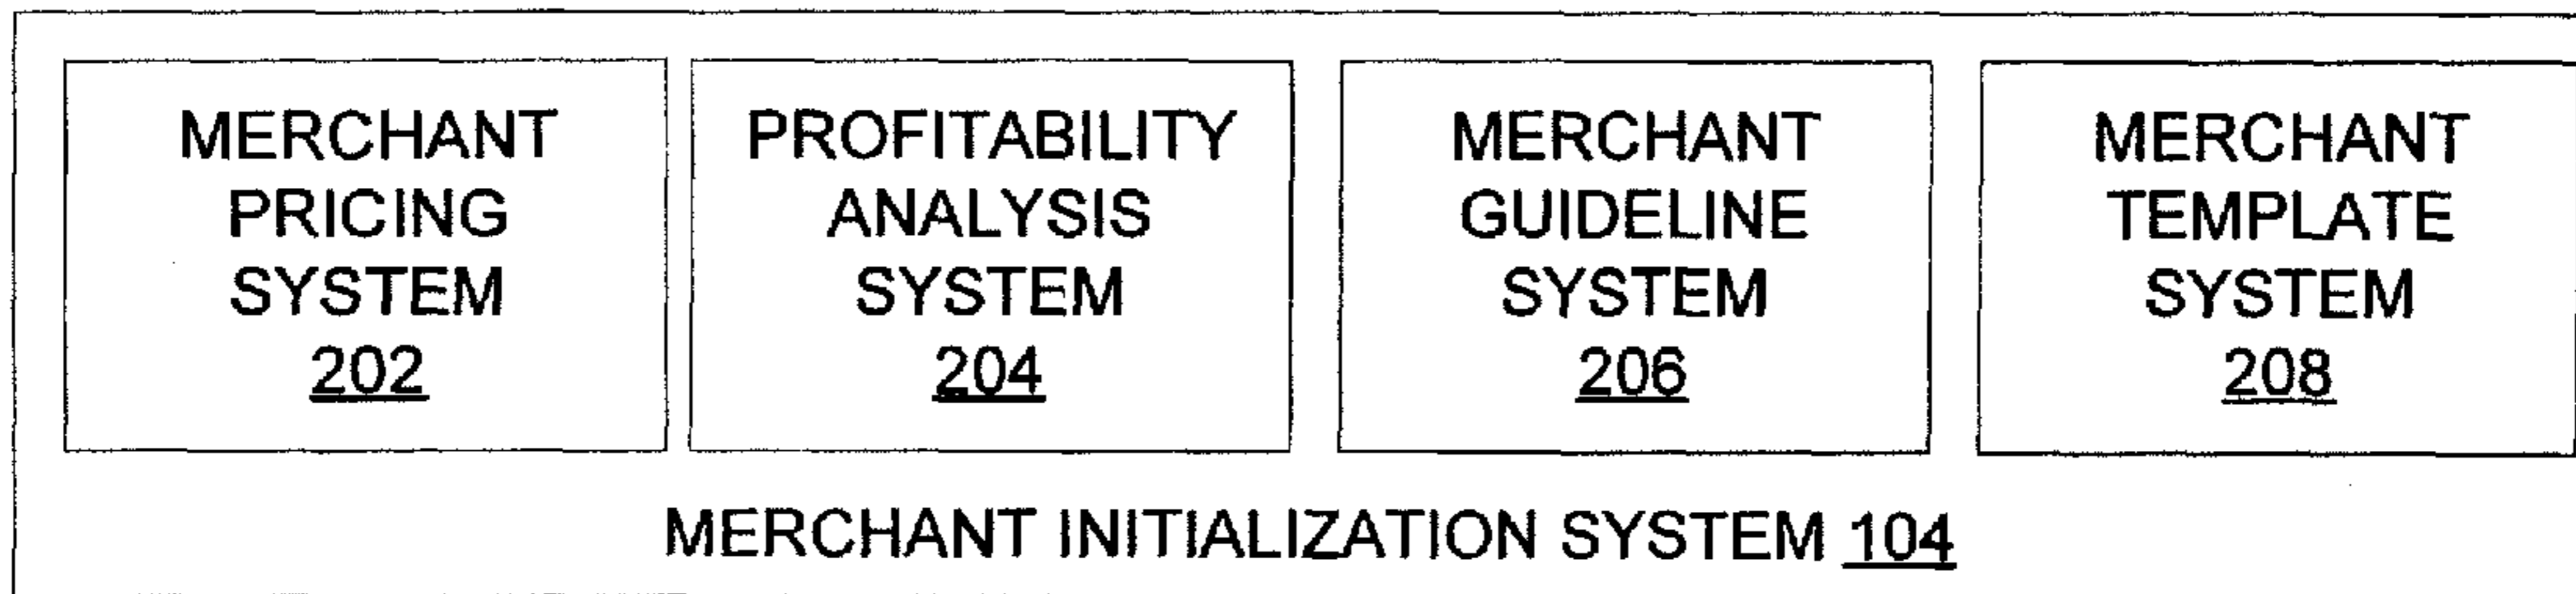 MERCHANT
PRICING
SYSTEM
202
PROFITABILITY
ANALYSIS
SYSTEM
204
MERCHANT
GUIDELINE
SYSTEM
206
MERCHANT
TEMPLATE
SYSTEM
208
MERCHANT INITIALIZATION SYSTEM 104